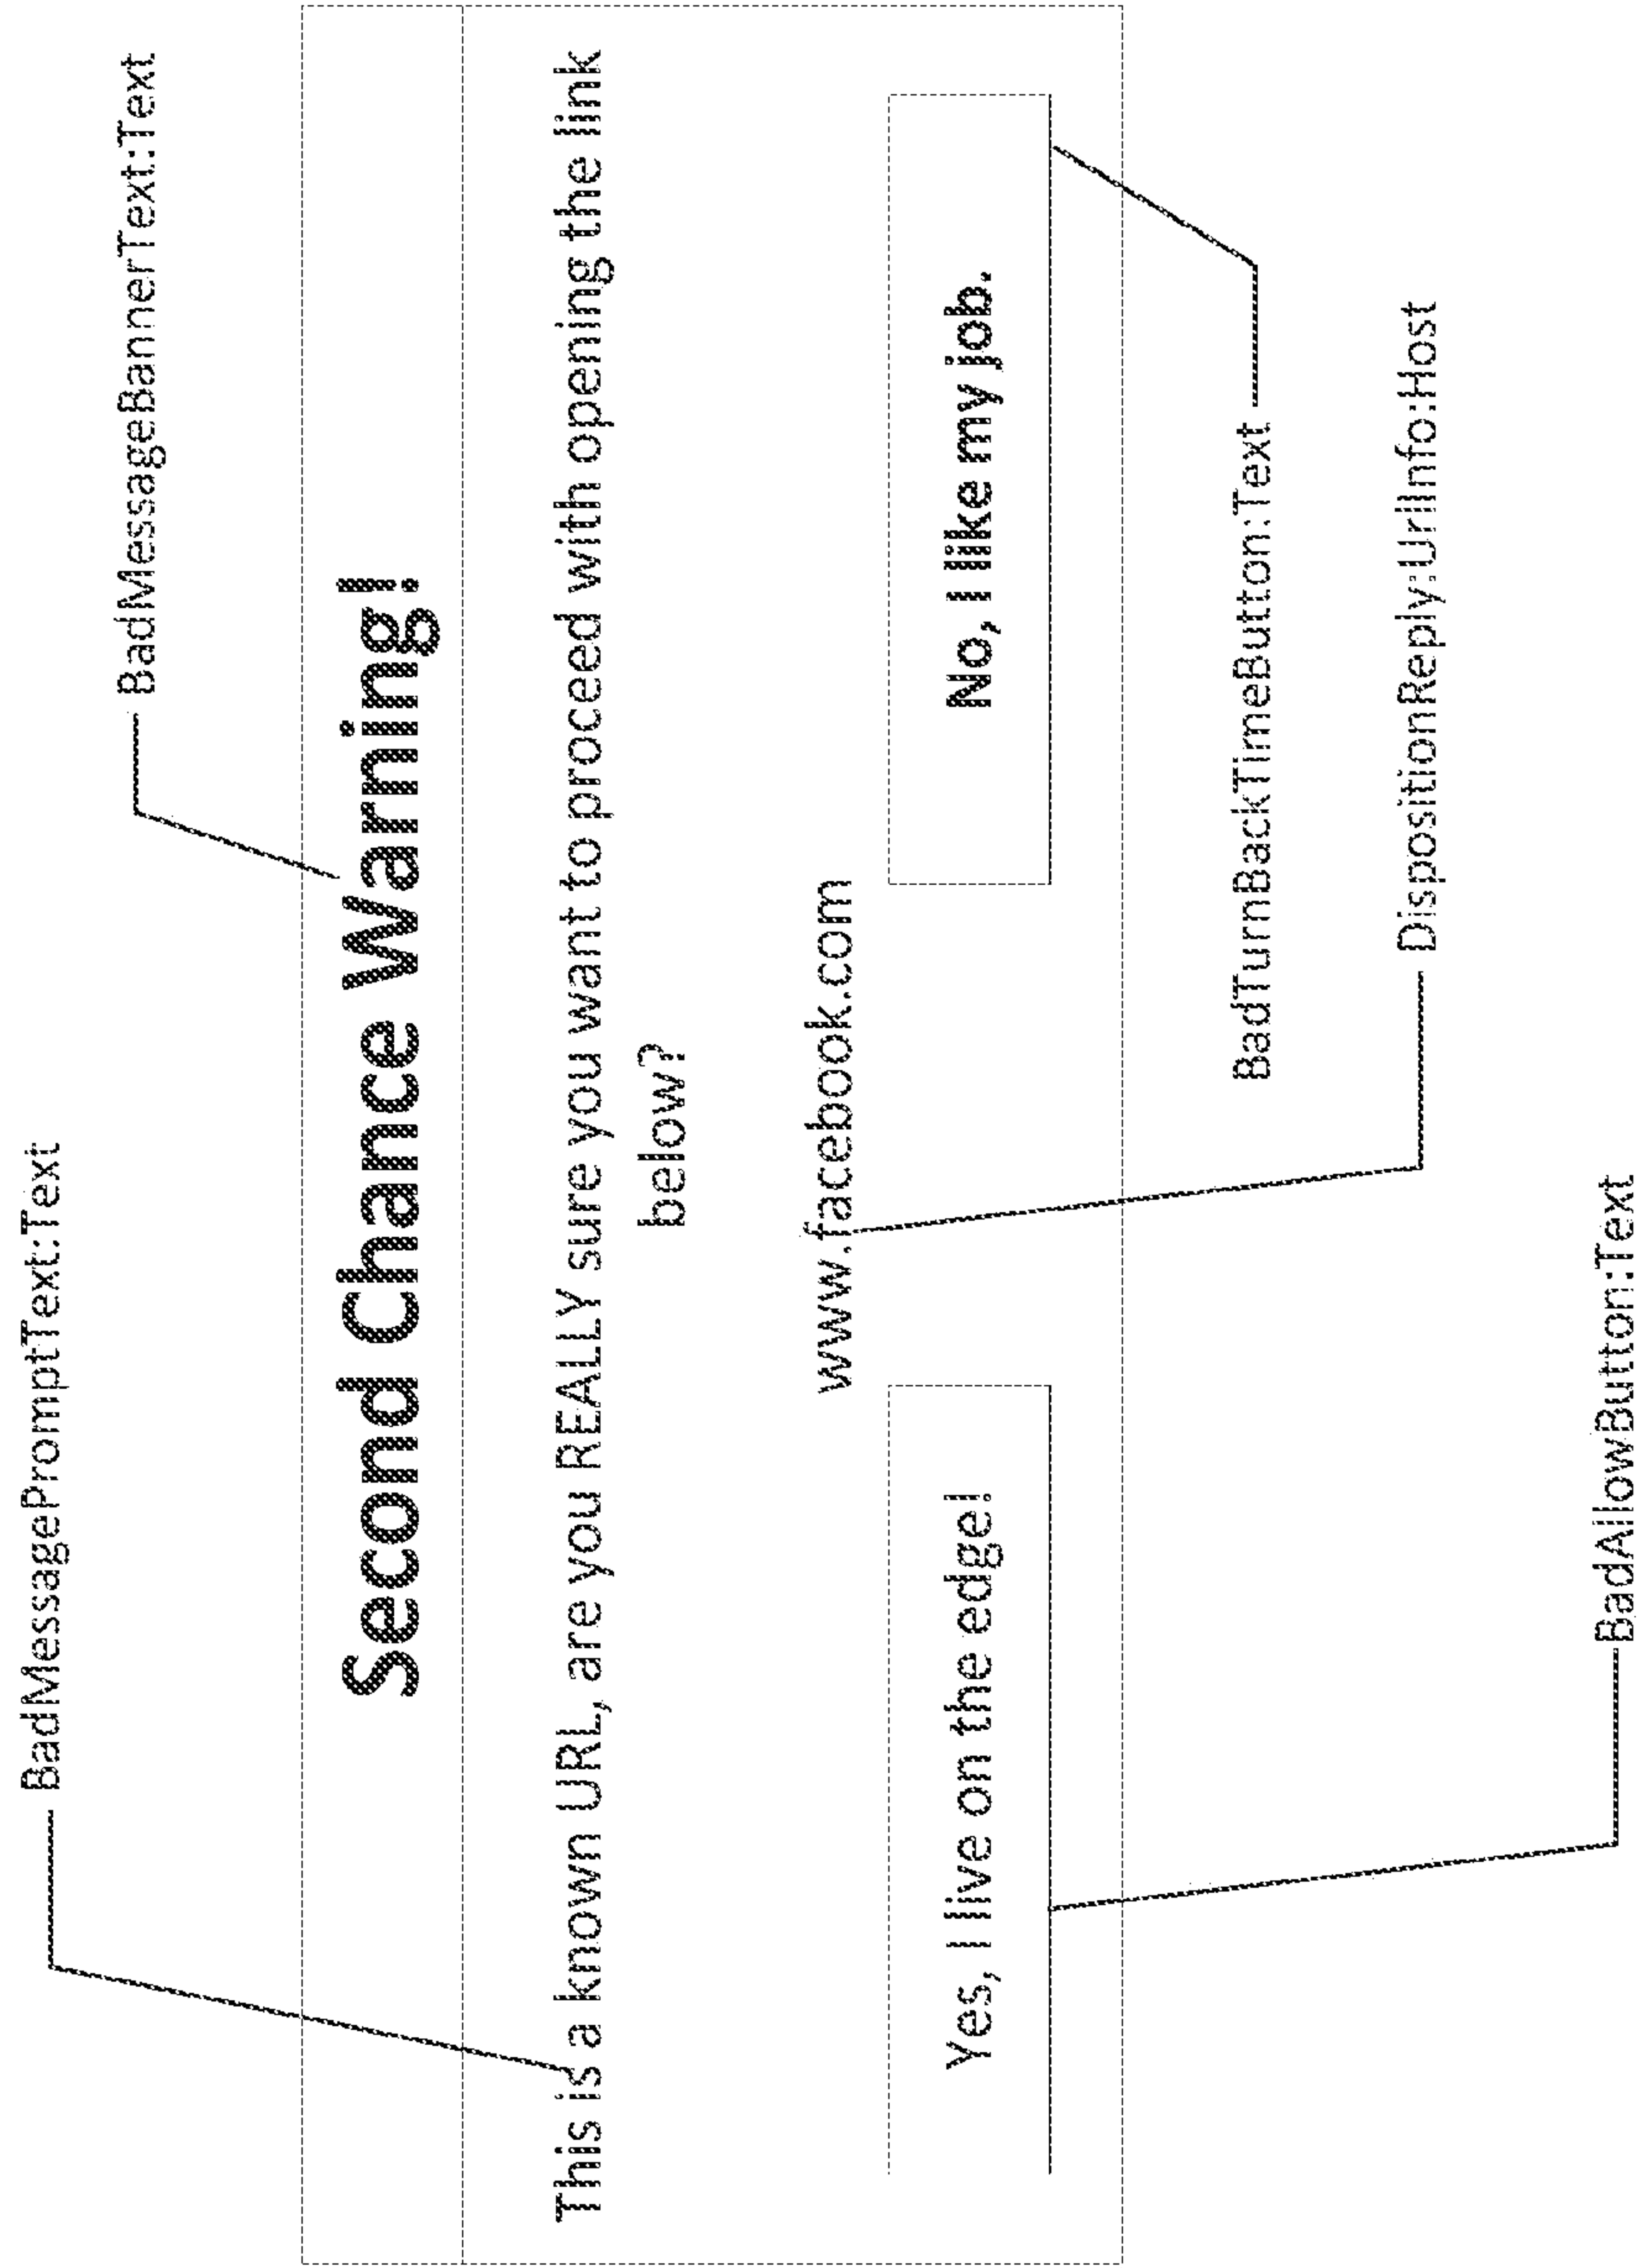 BadMessagePromptText:Text
BadMessageBannerText:Text
Second Chance Warning!
This is a known URL, are you REALLY sure you want to proceed with opening the link
below?
www.facebook.com
Yes, I live on the edge!
No, I like my job.
BadTurnBackTimeButton:Text
DispositionReply:UrlInfo:Host
BadAllowButton:Text